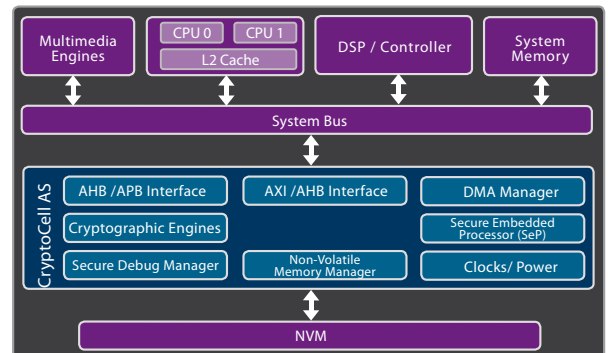 Multimedia
Engines
CPU 0
CPU 1
L2 Cache
DSP / Controller
System
Memory
System Bus
CryptoCell AS
AHB /APB Interface
AXI /AHB Interface
DMA Manager
Cryptographic Engines
Secure Embedded
Processor (SeP)
Secure Debug Manager
Non-Volatile
Memory Manager
Clocks/ Power
NVM